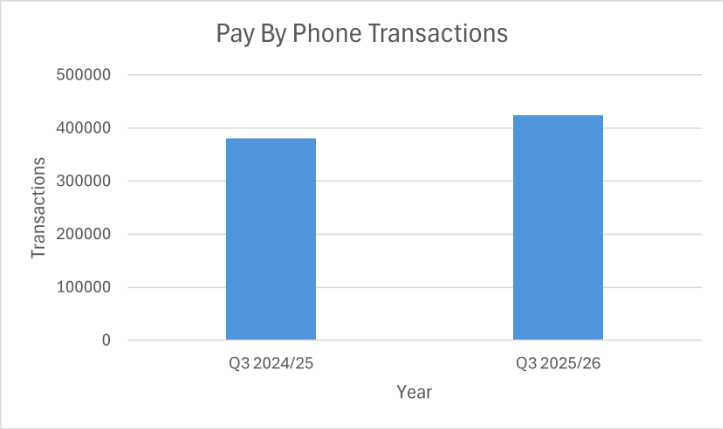 Pay By Phone Transactions
500000
400000
300000
200000
100000
0
Transactions
Q3 2024/25
Q3 2025/26
Year